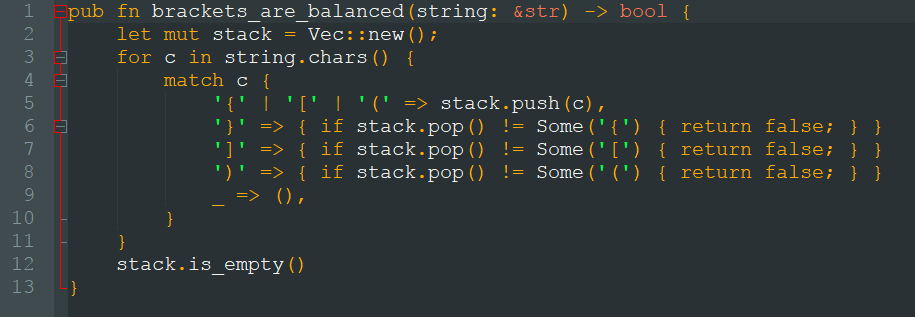 1 pub fn brackets_are_balanced(string: &str) -> bool {
2     let mut stack = Vec::new();
3     for c in string.chars() {
4         match c {
5             '{' | '[' | '(' => stack.push(c),
6             '}' => { if stack.pop() != Some('{') { return false; } }
7             ']' => { if stack.pop() != Some('[') { return false; } }
8             ')' => { if stack.pop() != Some('(') { return false; } }
9             _ => (),
10         }
11     }
12     stack.is_empty()
13 }